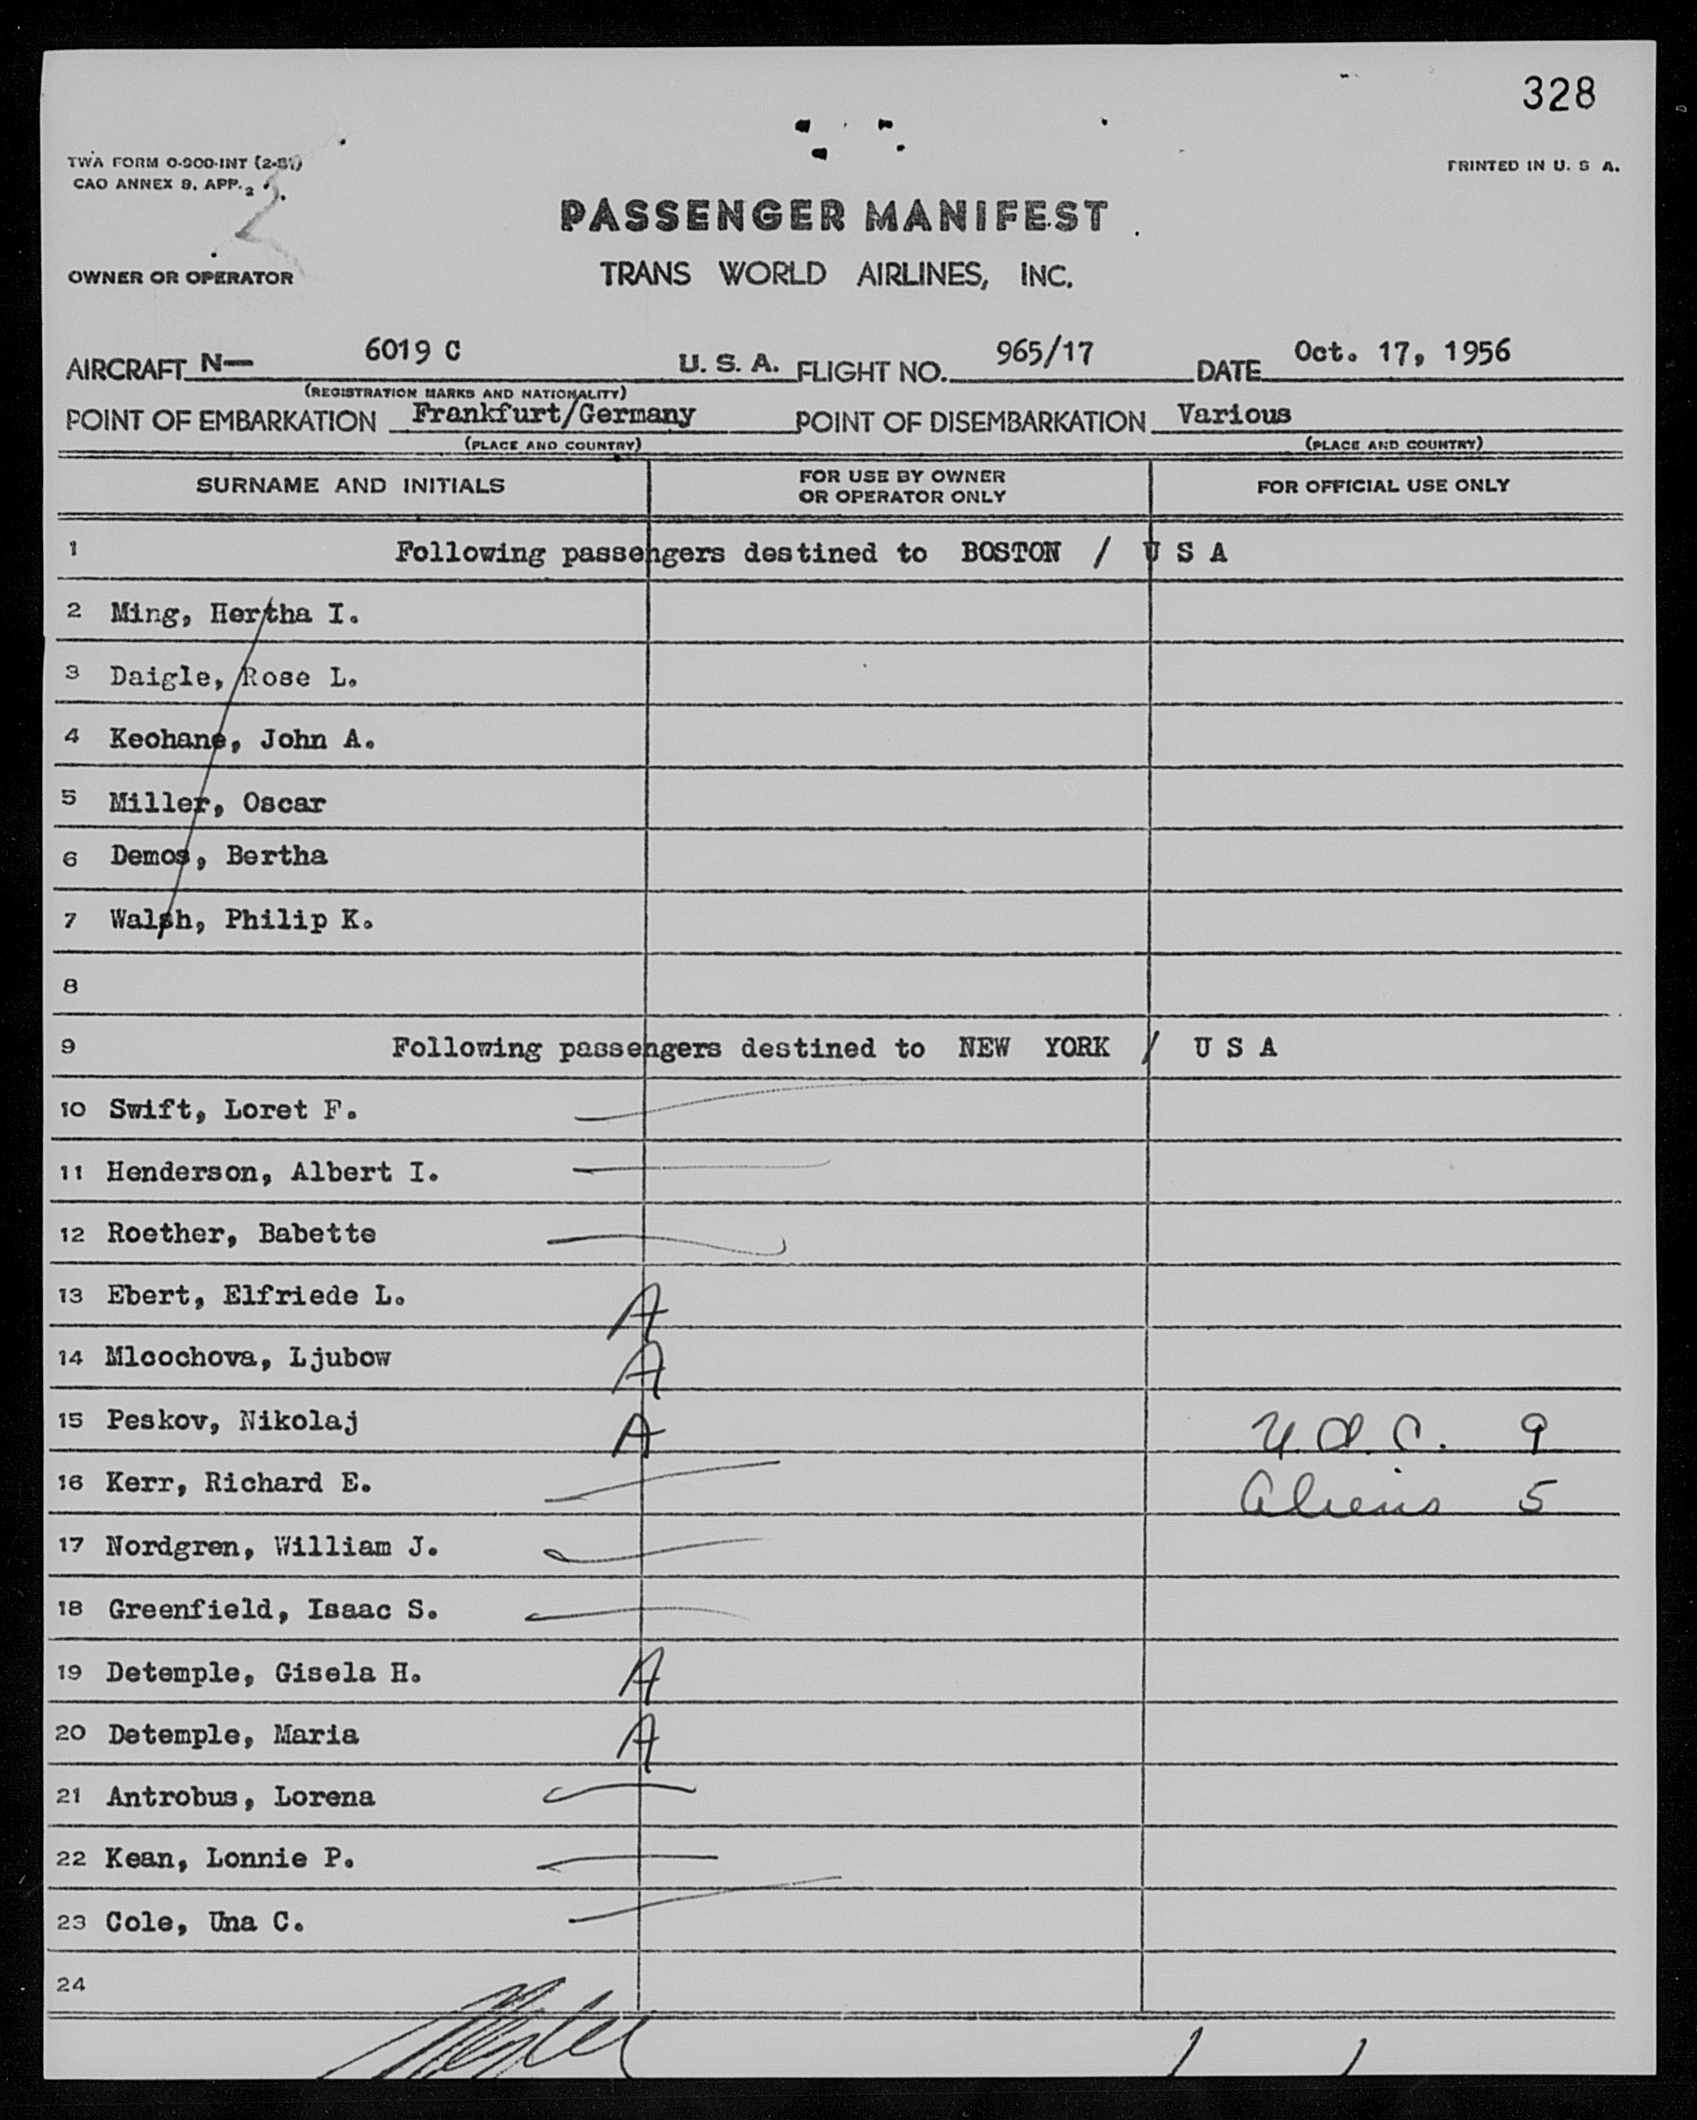 328
TWA FORM O-900-INT (2-51)
CAO ANNEX 9, APP. 2
PRINTED IN U. S A.
PASSENGER MANIFEST
OWNER OR OPERATOR
TRANS WORLD AIRLINES, INC.
AIRCRAFT N— 6019 C U. S. A. FLIGHT NO. 965/17 DATE Oct. 17, 1956
(REGISTRATION MARKS AND NATIONALITY)
POINT OF EMBARKATION Frankfurt/Germany POINT OF DISEMBARKATION Various
(PLACE AND COUNTRY) (PLACE AND COUNTRY)
SURNAME AND INITIALS FOR USE BY OWNER OR OPERATOR ONLY FOR OFFICIAL USE ONLY
1 Following passengers destined to BOSTON / U S A
2 Ming, Hertha I.
3 Daigle, Rose L.
4 Keohane, John A.
5 Miller, Oscar
6 Demos, Bertha
7 Walsh, Philip K.
8
9 Following passengers destined to NEW YORK / U S A
10 Swift, Loret F.
11 Henderson, Albert I.
12 Roether, Babette
13 Ebert, Elfriede L. A
14 Mlcochova, Ljubow A
15 Peskov, Nikolaj A U.S.C. 9
16 Kerr, Richard E. Aliens 5
17 Nordgren, William J.
18 Greenfield, Isaac S.
19 Detemple, Gisela H. A
20 Detemple, Maria A
21 Antrobus, Lorena
22 Kean, Lonnie P.
23 Cole, Una C.
24